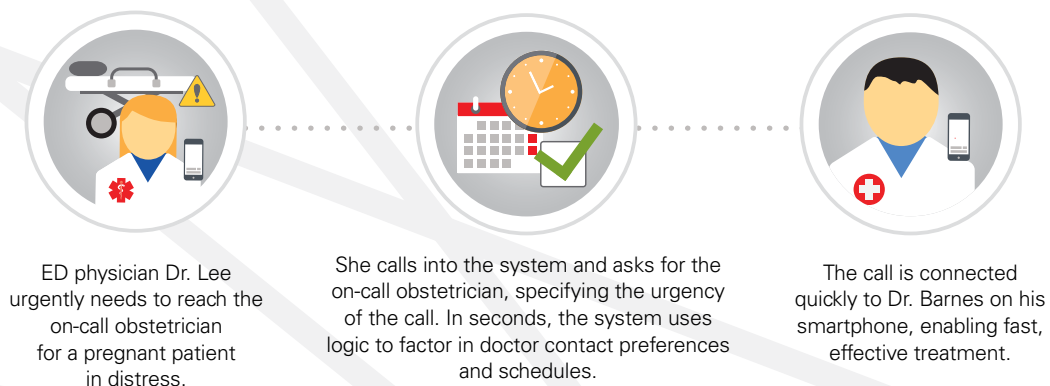 ED physician Dr. Lee
urgently needs to reach the
on-call obstetrician
for a pregnant patient
in distress.
She calls into the system and asks for the
on-call obstetrician, specifying the urgency
of the call. In seconds, the system uses
logic to factor in doctor contact preferences
and schedules.
The call is connected
quickly to Dr. Barnes on his
smartphone, enabling fast,
effective treatment.